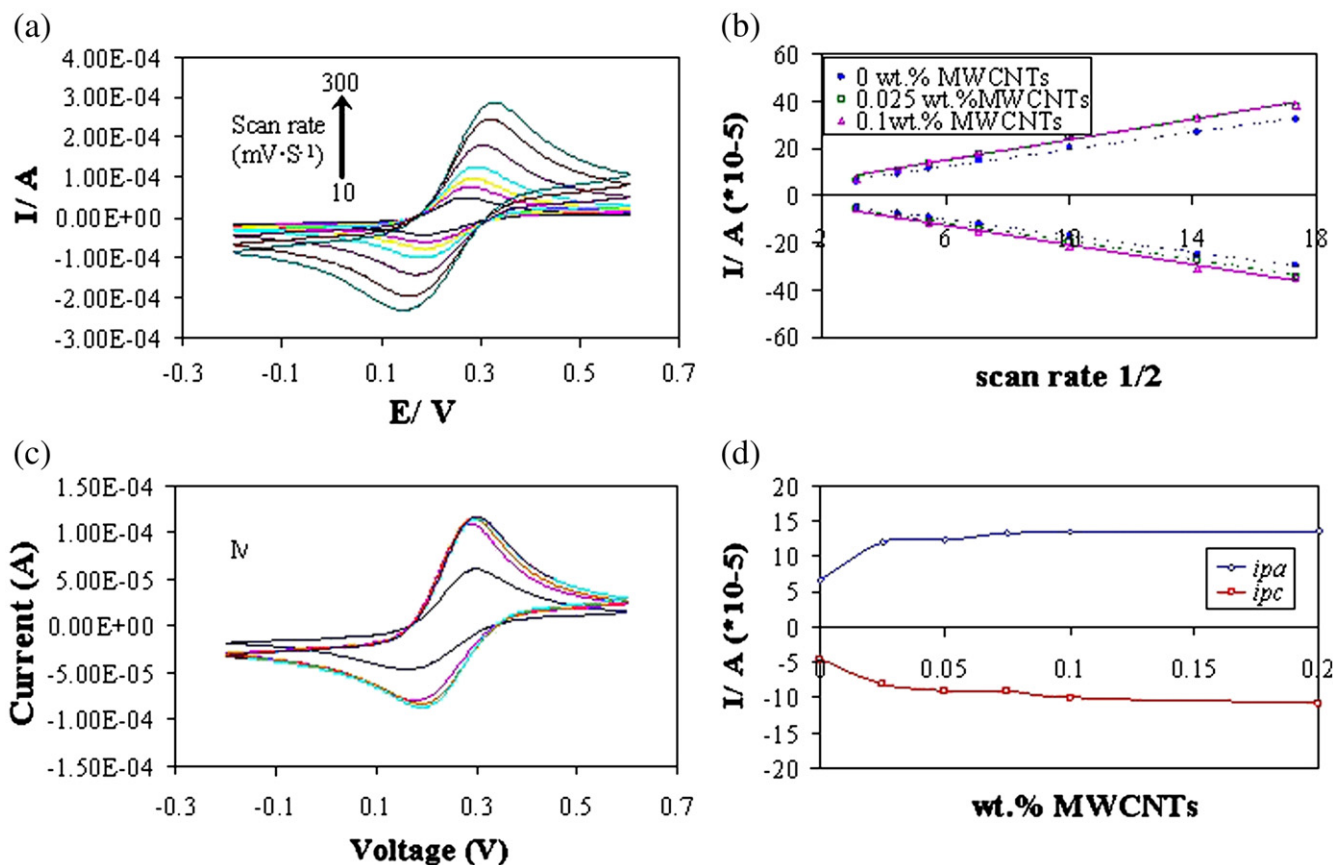 (a)
4.00E-04
3.00E-04
2.00E-04
1.00E-04
0.00E+00
-1.00E-04
-2.00E-04
-3.00E-04
I/ A
300
Scan rate
(mV·S-1)
10
-0.3 -0.1 0.1 0.3 0.5 0.7
E/ V
(b)
60
40
20
0
-20
-40
-60
I/ A (*10-5)
0 wt.% MWCNTs
0.025 wt.%MWCNTs
0.1wt.% MWCNTs
2 6 10 14 18
scan rate 1/2
(c)
1.50E-04
1.00E-04
5.00E-05
0.00E+00
-5.00E-05
-1.00E-04
-1.50E-04
Current (A)
IV
-0.3 -0.1 0.1 0.3 0.5 0.7
Voltage (V)
(d)
20
15
10
5
0
-5
-10
-15
-20
I/ A (*10-5)
ipa
ipc
0 0.05 0.1 0.15 0.2
wt.% MWCNTs